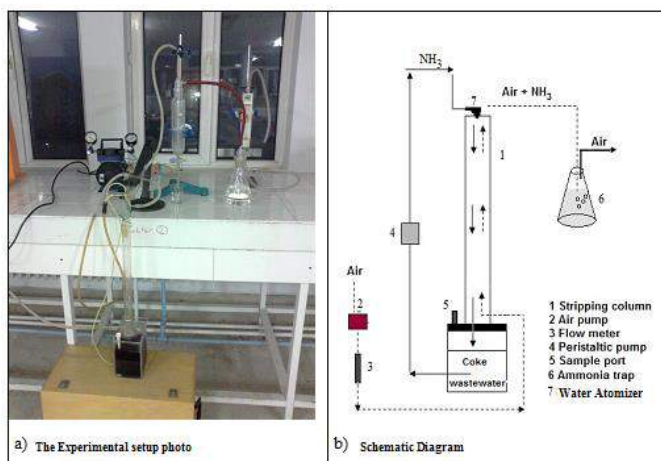 NH3
7
Air + NH3
Air
1
6
4
Air
5
2
3
Coke
wastewater
1 Stripping column
2 Air pump
3 Flow meter
4 Peristaltic pump
5 Sample port
6 Ammonia trap
7 Water Atomizer
a) The Experimental setup photo
b) Schematic Diagram